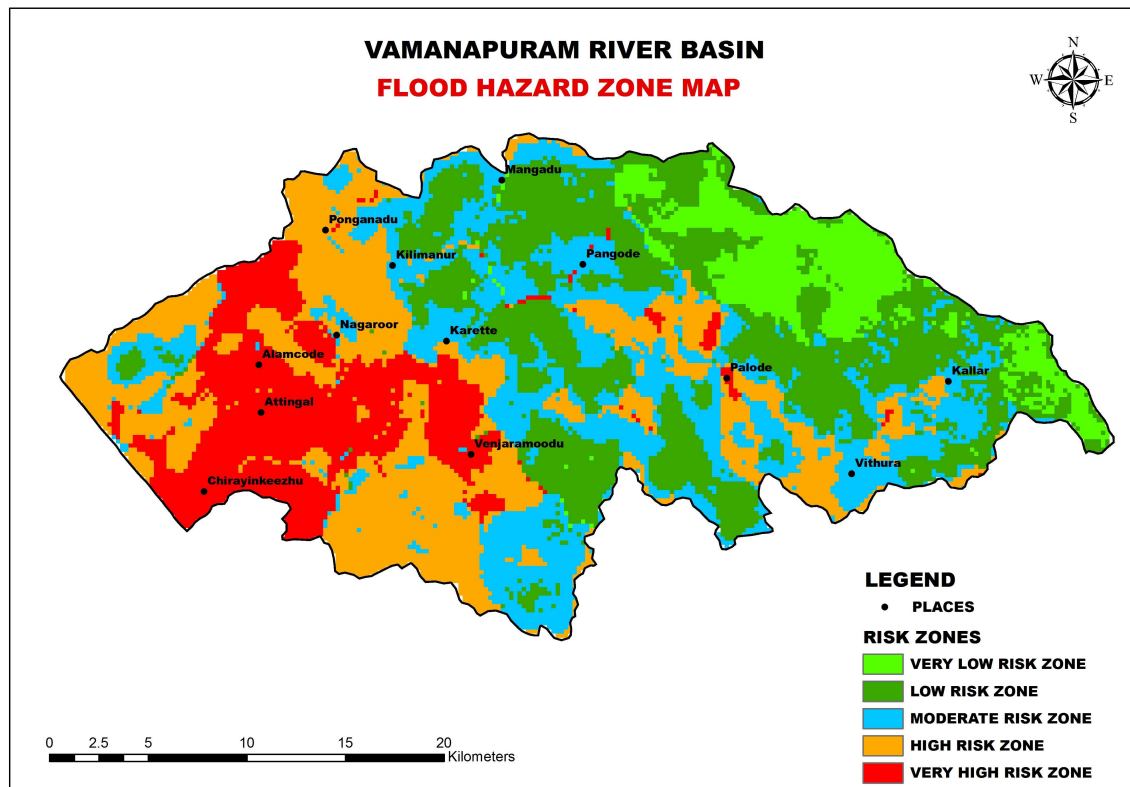 VAMANAPURAM RIVER BASIN
FLOOD HAZARD ZONE MAP
N
W E
S
Mangadu
Ponganadu
Kilimanur
Pangode
Nagaroor
Karette
Alamcode
Palode
Kallar
Attingal
Venjaramoodu
Vithura
Chirayinkeezhu
LEGEND
PLACES
RISK ZONES
VERY LOW RISK ZONE
LOW RISK ZONE
MODERATE RISK ZONE
HIGH RISK ZONE
VERY HIGH RISK ZONE
0 2.5 5 10 15 20
Kilometers